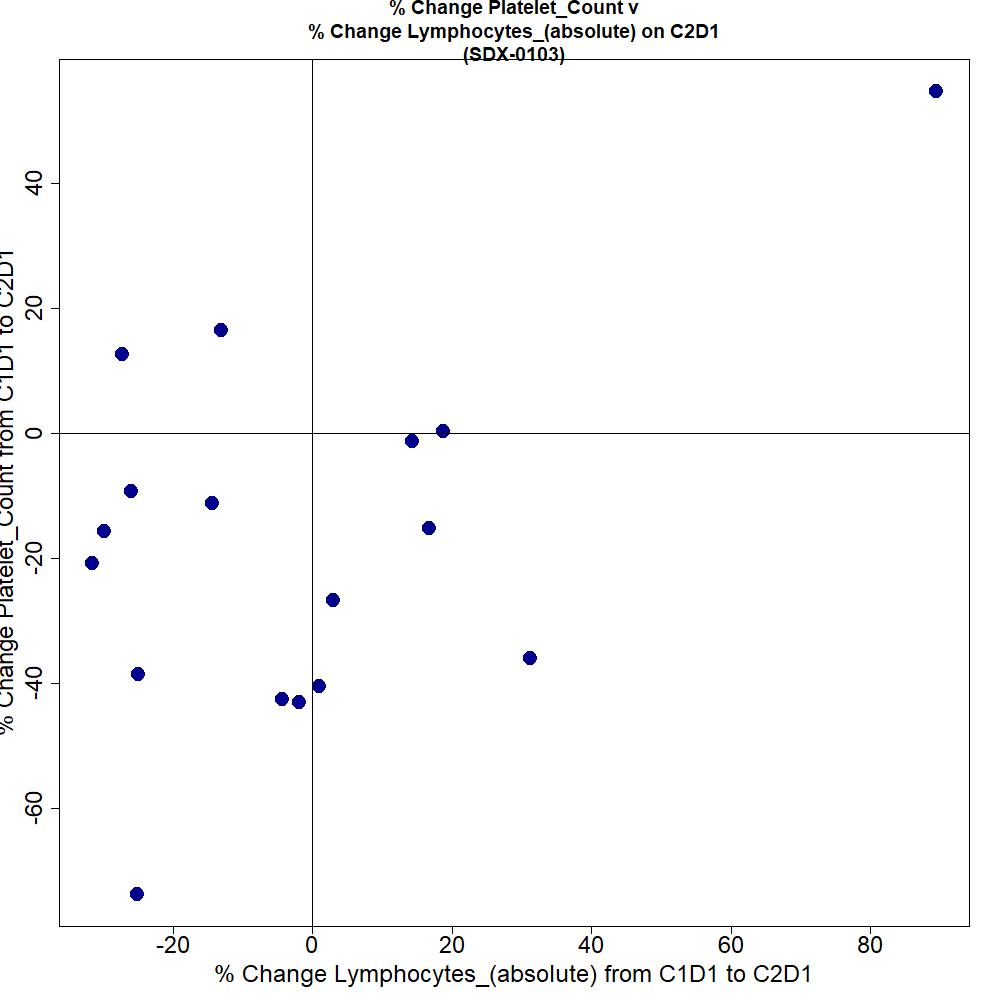 % Change Platelet_Count v
% Change Lymphocytes_(absolute) on C2D1
(SDX-0103)
% Change Platelet_Count from C1D1 to C2D1
40
20
0
-20
-40
-60
-20
0
20
40
60
80
% Change Lymphocytes_(absolute) from C1D1 to C2D1